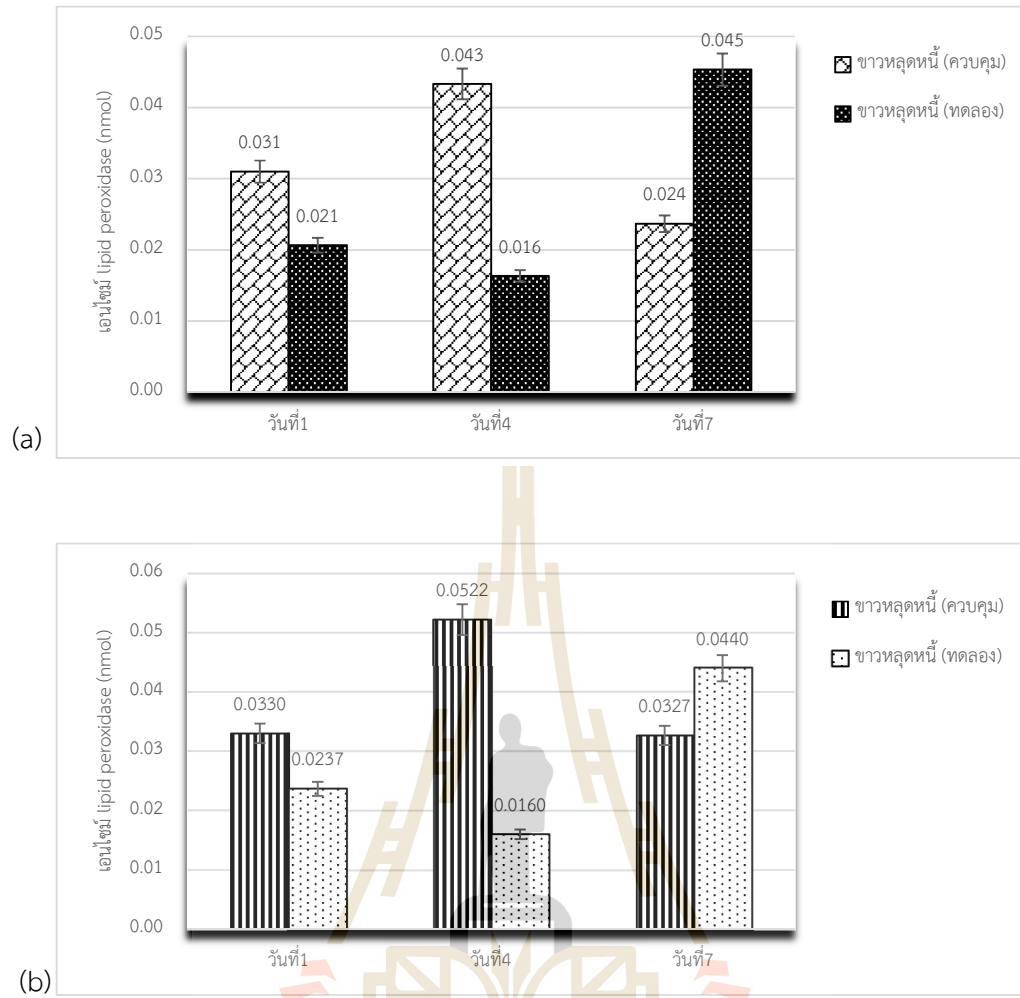 0.05
0.04
0.03
0.02
0.01
0.00
เอนไซม์ lipid peroxidase (nmol)
0.031
0.021
0.043
0.016
0.024
0.045
วันที่1
วันที่4
วันที่7
ขาวหลุดหนี้ (ควบคุม)
ขาวหลุดหนี้ (ทดลอง)
(a)
0.06
0.05
0.04
0.03
0.02
0.01
0.00
เอนไซม์ lipid peroxidase (nmol)
0.0330
0.0237
0.0522
0.0160
0.0327
0.0440
วันที่1
วันที่4
วันที่7
ขาวหลุดหนี้ (ควบคุม)
ขาวหลุดหนี้ (ทดลอง)
(b)